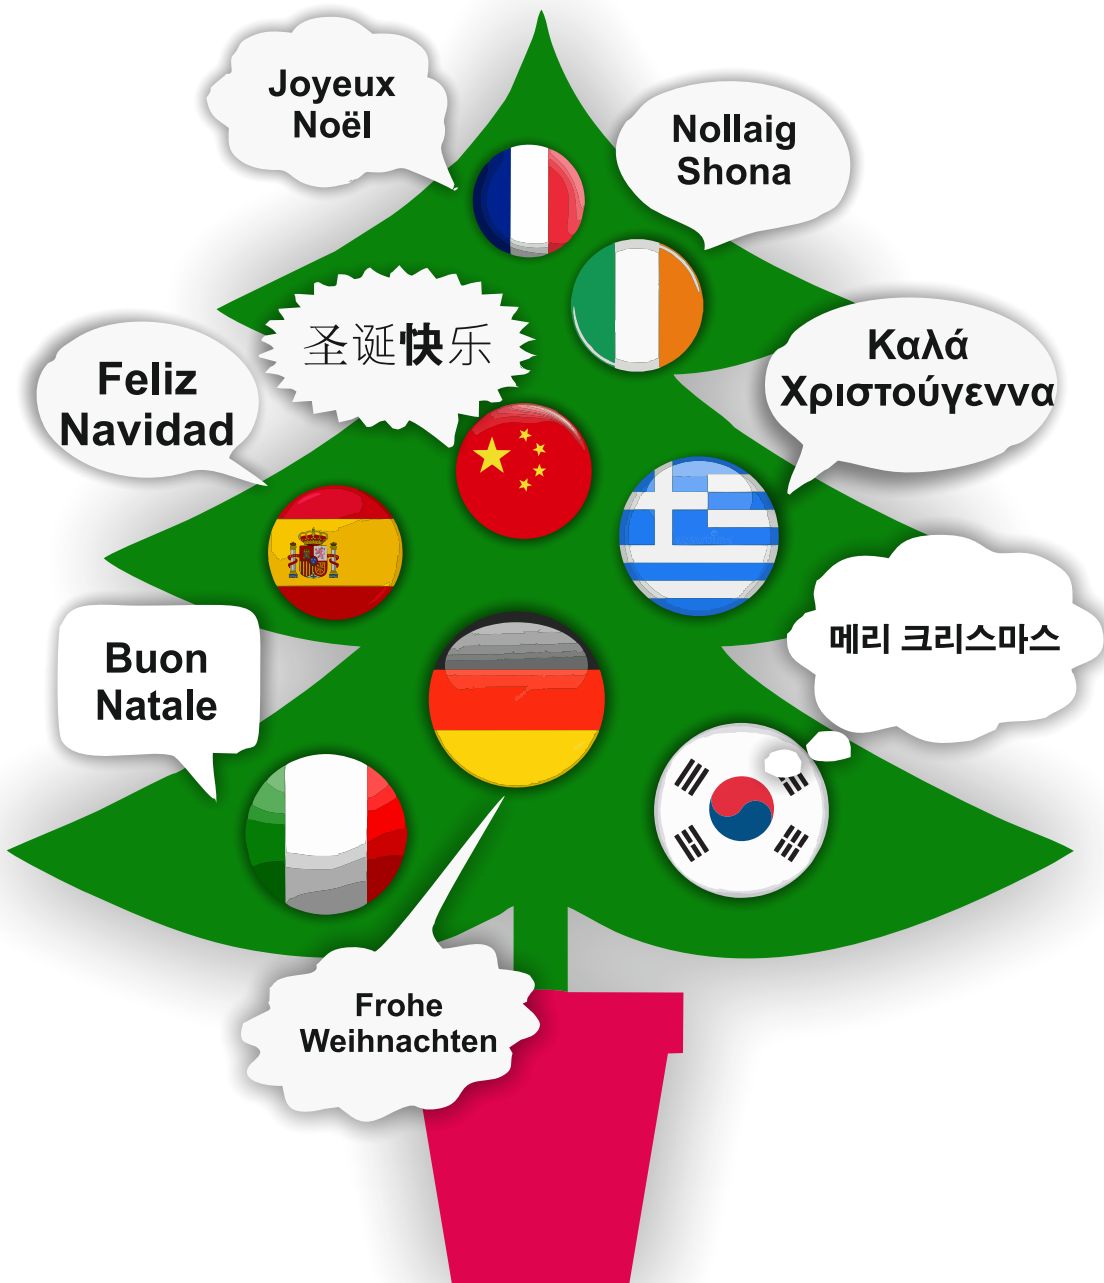 Joyeux
Noël
Nollaig
Shona
圣诞快乐
Καλά
Χριστούγεννα
Feliz
Navidad
메리 크리스마스
Buon
Natale
Frohe
Weihnachten